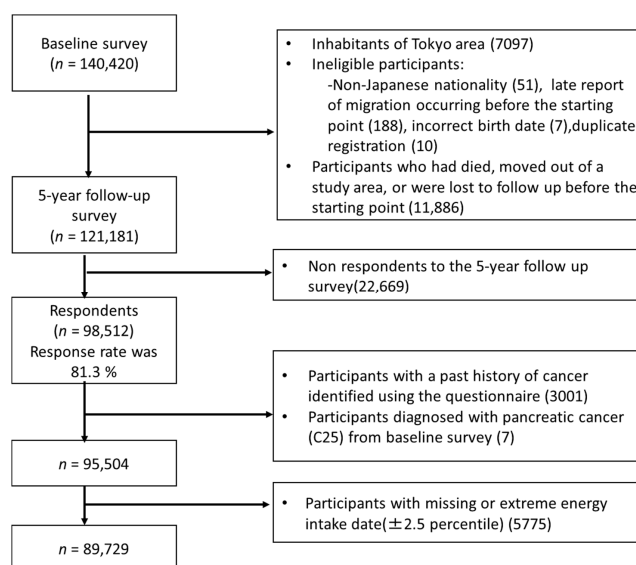 Baseline survey
(n = 140,420)
• Inhabitants of Tokyo area (7097)
• Ineligible participants:
-Non-Japanese nationality (51), late report
of migration occurring before the starting
point (188), incorrect birth date (7),duplicate
registration (10)
• Participants who had died, moved out of a
study area, or were lost to follow up before the
starting point (11,886)
5-year follow-up
survey
(n = 121,181)
• Non respondents to the 5-year follow up
survey(22,669)
Respondents
(n = 98,512)
Response rate was
81.3 %
• Participants with a past history of cancer
identified using the questionnaire (3001)
• Participants diagnosed with pancreatic cancer
(C25) from baseline survey (7)
n = 95,504
• Participants with missing or extreme energy
intake date(±2.5 percentile) (5775)
n = 89,729